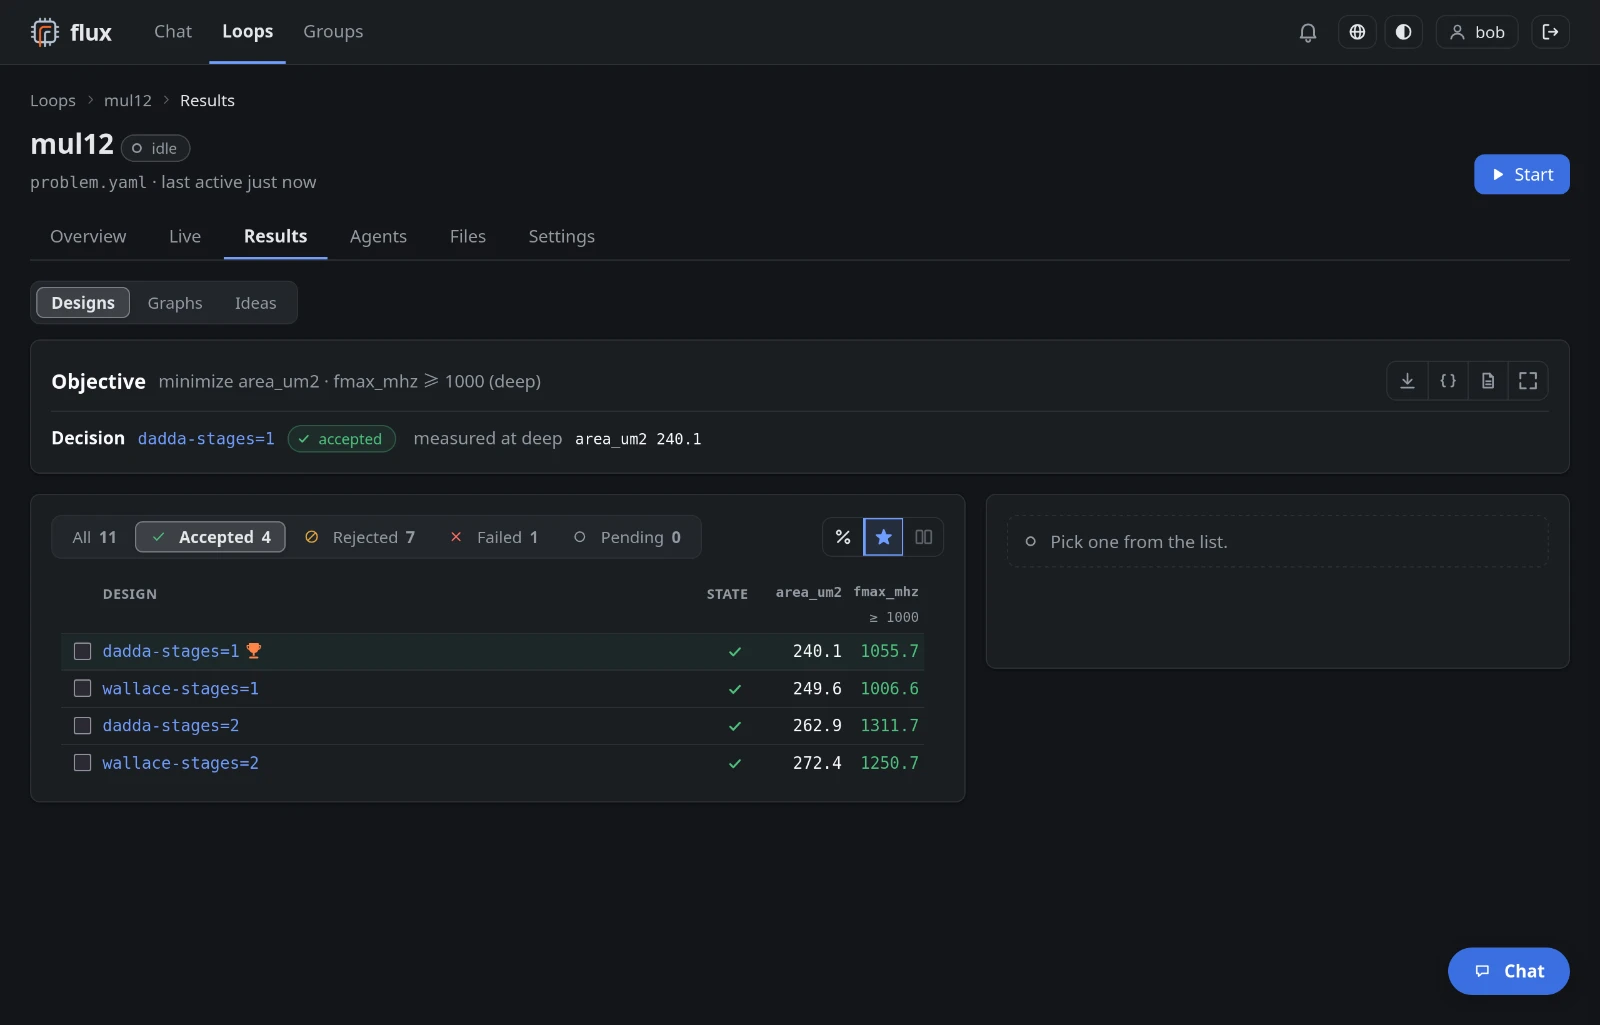 flux Chat Loops Groups bob
Loops > mul12 > Results
mul12 idle
problem.yaml · last active just now
Start
Overview Live Results Agents Files Settings
Designs Graphs Ideas
Objective minimize area_um2 · fmax_mhz ⩾ 1000 (deep)
Decision dadda-stages=1 accepted measured at deep area_um2 240.1
All 11 Accepted 4 Rejected 7 Failed 1 Pending 0
DESIGN STATE area_um2 fmax_mhz
≥ 1000
dadda-stages=1 240.1 1055.7
wallace-stages=1 249.6 1006.6
dadda-stages=2 262.9 1311.7
wallace-stages=2 272.4 1250.7
Pick one from the list.
Chat